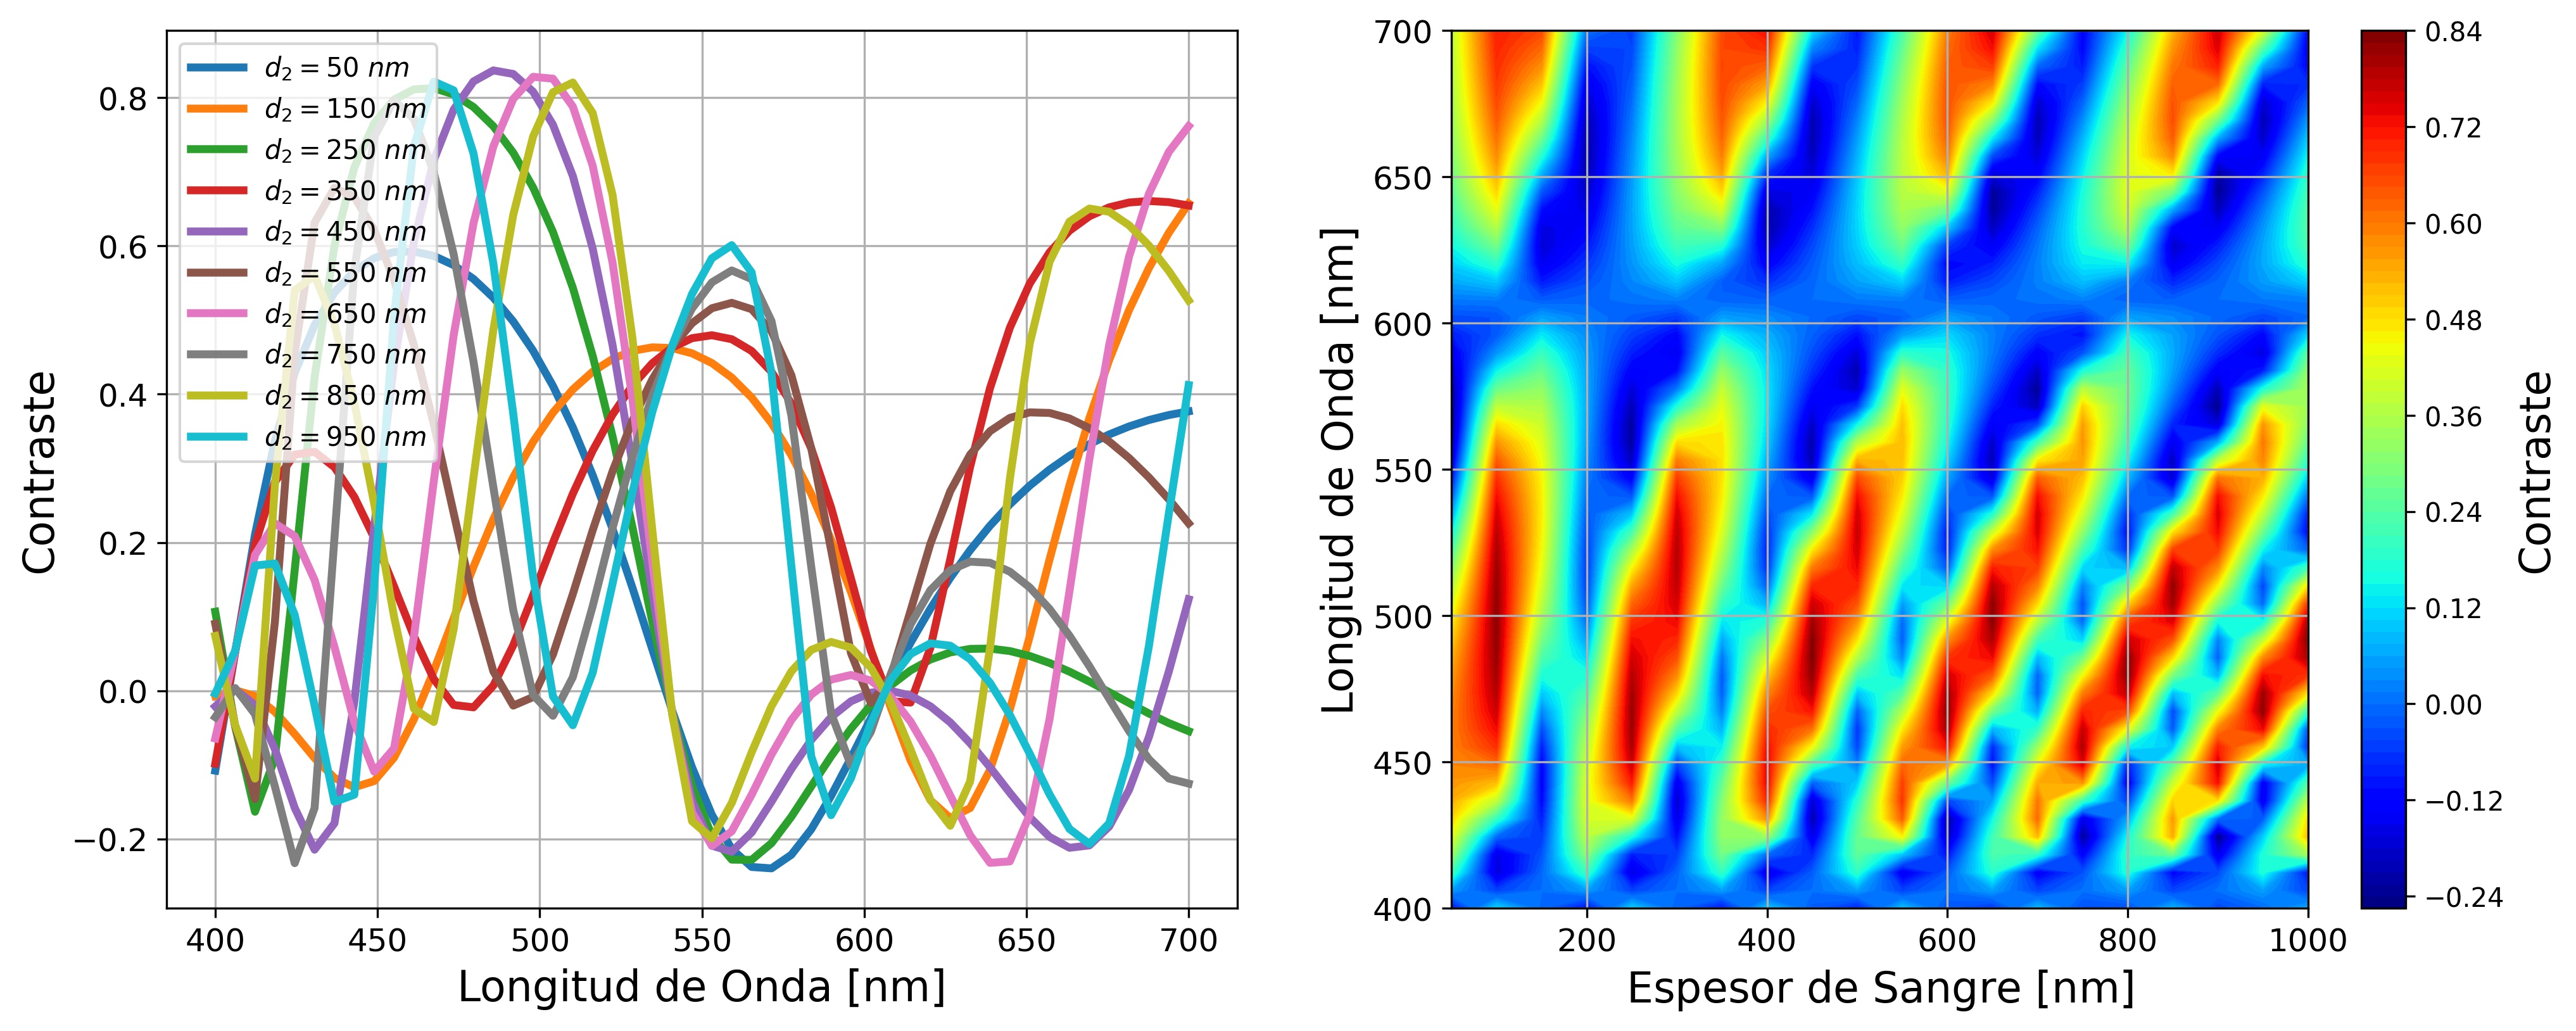 d₂ = 50 nm
d₂ = 150 nm
d₂ = 250 nm
d₂ = 350 nm
d₂ = 450 nm
d₂ = 550 nm
d₂ = 650 nm
d₂ = 750 nm
d₂ = 850 nm
d₂ = 950 nm
0.8
0.6
0.4
0.2
0.0
−0.2
Contraste
400 450 500 550 600 650 700
Longitud de Onda [nm]
700
650
600
550
500
450
400
Longitud de Onda [nm]
200 400 600 800 1000
Espesor de Sangre [nm]
0.84
0.72
0.60
0.48
0.36
0.24
0.12
0.00
−0.12
−0.24
Contraste